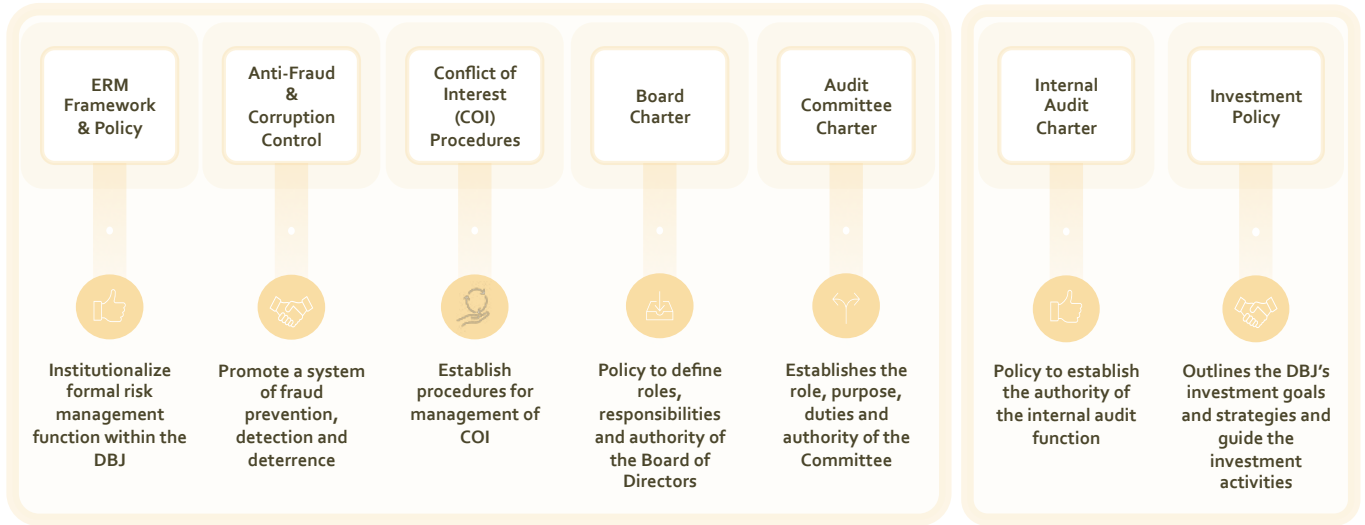 ERM
Framework
& Policy
Anti-Fraud
&
Corruption
Control
Conflict of
Interest
(COI)
Procedures
Board
Charter
Audit
Committee
Charter
Internal
Audit
Charter
Investment
Policy
Institutionalize
formal risk
management
function within the
DBJ
Promote a system
of fraud
prevention,
detection and
deterrence
Establish
procedures for
management of
COI
Policy to define
roles,
responsibilities
and authority of
the Board of
Directors
Establishes the
role, purpose,
duties and
authority of the
Committee
Policy to establish
the authority of
the internal audit
function
Outlines the DBJ's
investment goals
and strategies and
guide the
investment
activities